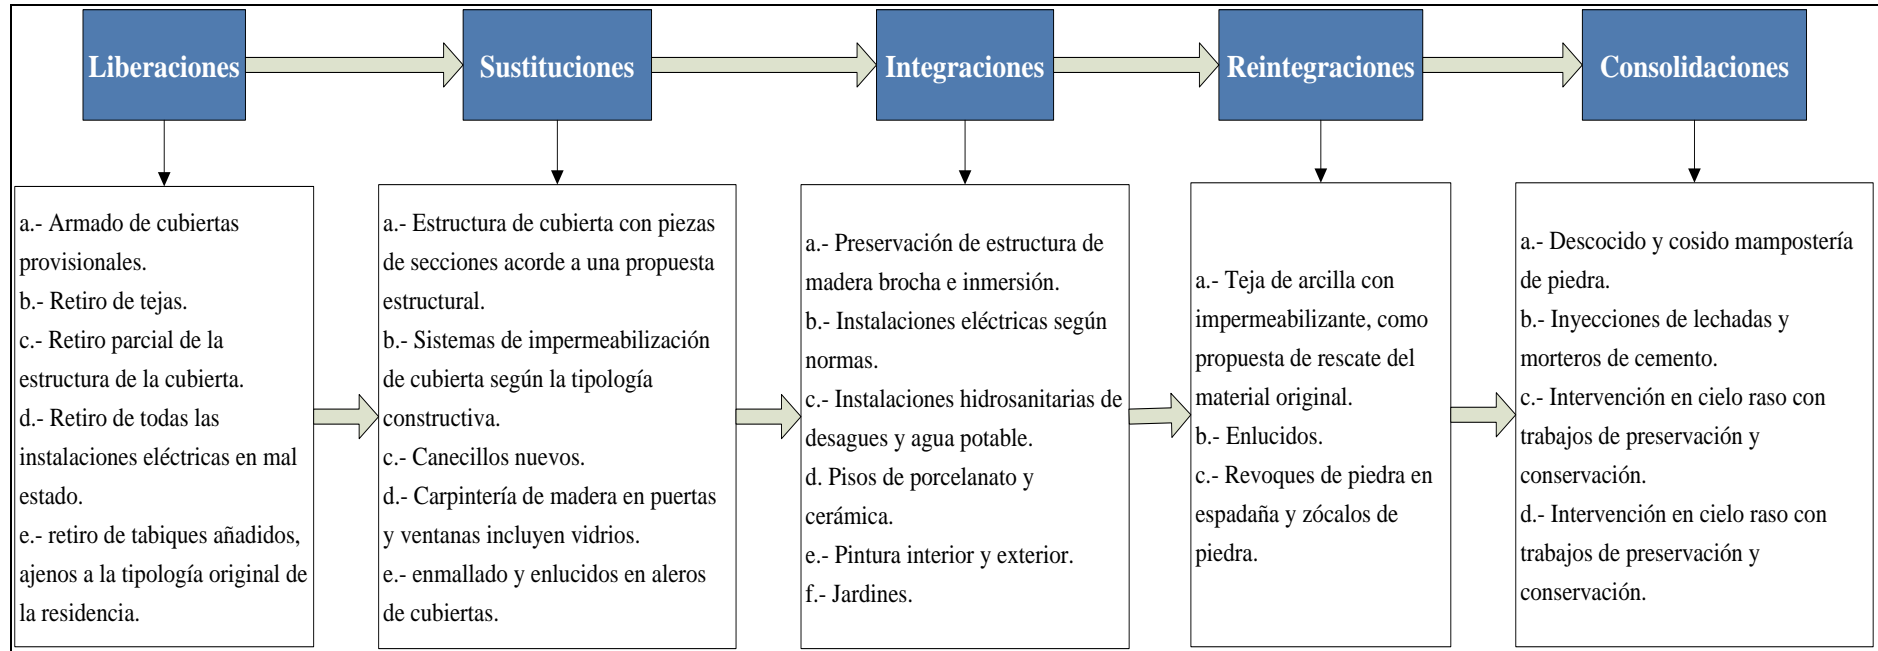 Liberaciones
Sustituciones
Integraciones
Reintegraciones
Consolidaciones
a.- Armado de cubiertas
provisionales.
b.- Retiro de tejas.
c.- Retiro parcial de la
estructura de la cubierta.
d.- Retiro de todas las
instalaciones eléctricas en mal
estado.
e.- retiro de tabiques añadidos,
ajenos a la tipología original de
la residencia.
a.- Estructura de cubierta con piezas
de secciones acorde a una propuesta
estructural.
b.- Sistemas de impermeabilización
de cubierta según la tipología
constructiva.
c.- Canecillos nuevos.
d.- Carpintería de madera en puertas
y ventanas incluyen vidrios.
e.- enmallado y enlucidos en aleros
de cubiertas.
a.- Preservación de estructura de
madera brocha e inmersión.
b.- Instalaciones eléctricas según
normas.
c.- Instalaciones hidrosanitarias de
desagues y agua potable.
d. Pisos de porcelanato y
cerámica.
e.- Pintura interior y exterior.
f.- Jardines.
a.- Teja de arcilla con
impermeabilizante, como
propuesta de rescate del
material original.
b.- Enlucidos.
c.- Revoques de piedra en
espadaña y zócalos de
piedra.
a.- Descocido y cosido mampostería
de piedra.
b.- Inyecciones de lechadas y
morteros de cemento.
c.- Intervención en cielo raso con
trabajos de preservación y
conservación.
d.- Intervención en cielo raso con
trabajos de preservación y
conservación.